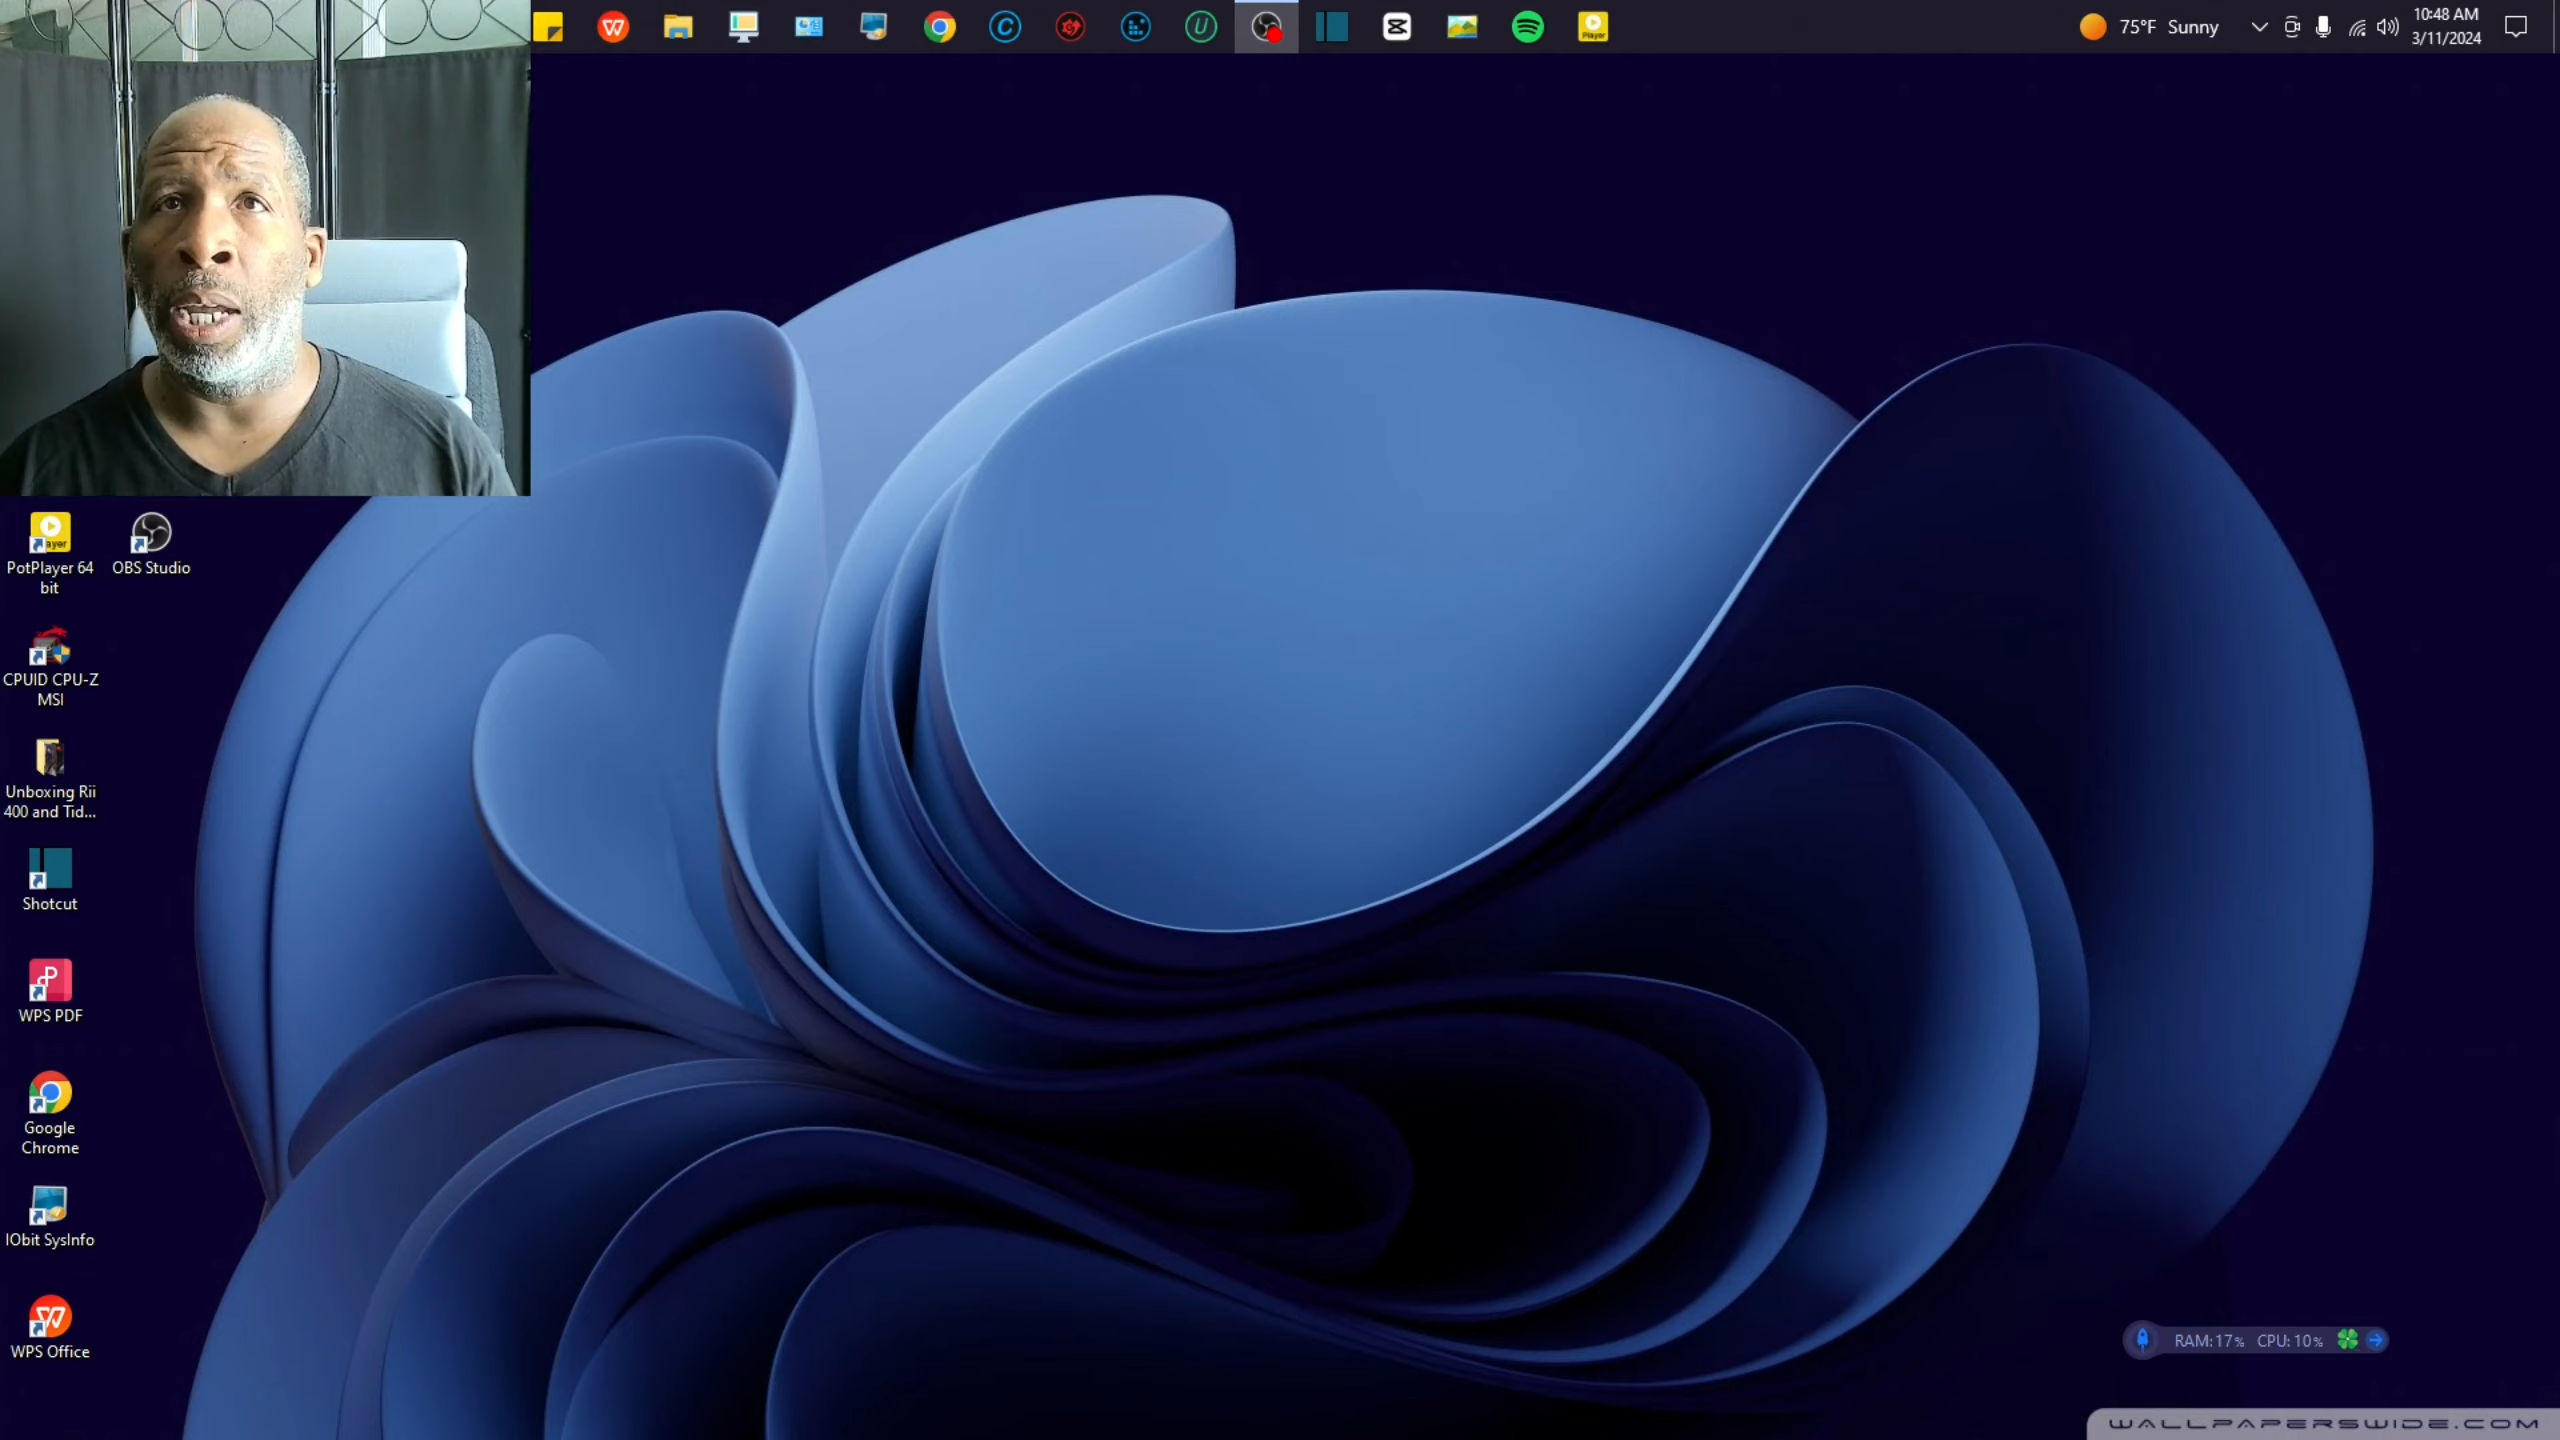 Player
75°F Sunny
10:48 AM
3/11/2024
PotPlayer 64
bit
OBS Studio
CPUID CPU-Z
MSI
Unboxing Rii
400 and Tid...
Shotcut
WPS PDF
Google
Chrome
IObit SysInfo
WPS Office
RAM:17% CPU:10%
WALLPAPERSWIDE.COM